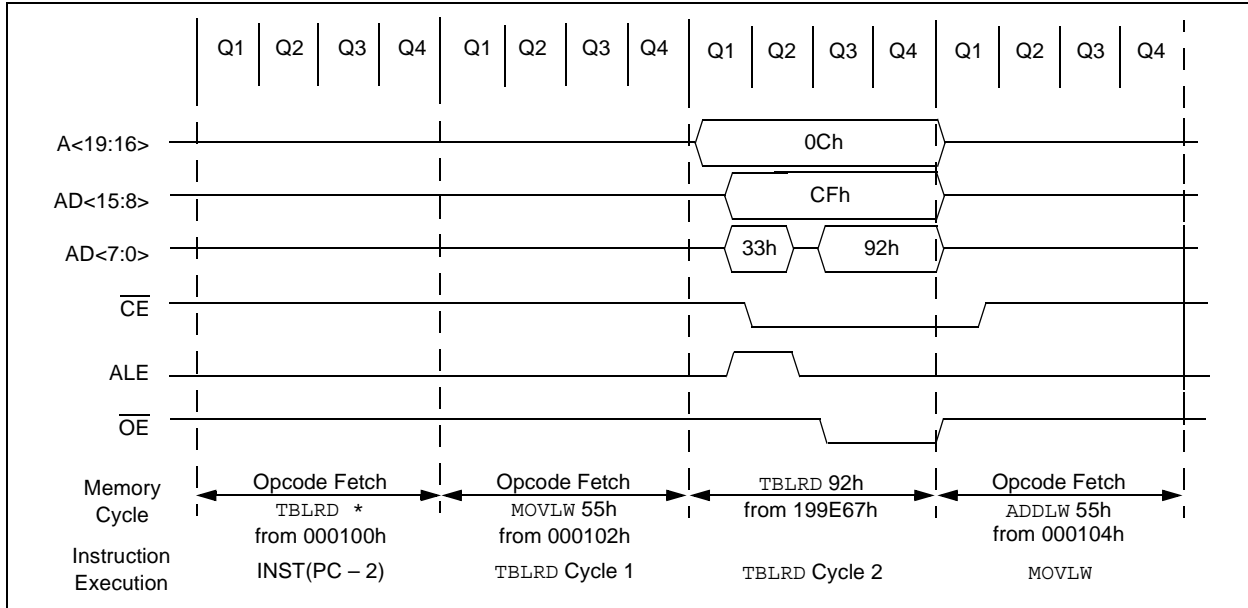 Q1 Q2 Q3 Q4 Q1 Q2 Q3 Q4 Q1 Q2 Q3 Q4 Q1 Q2 Q3 Q4
A<19:16> 0Ch
AD<15:8> CFh
AD<7:0> 33h 92h
CE
ALE
OE
Memory Cycle
Opcode Fetch
TBLRD *
from 000100h
Opcode Fetch
MOVLW 55h
from 000102h
TBLRD 92h
from 199E67h
Opcode Fetch
ADDLW 55h
from 000104h
Instruction Execution
INST(PC – 2)
TBLRD Cycle 1
TBLRD Cycle 2
MOVLW